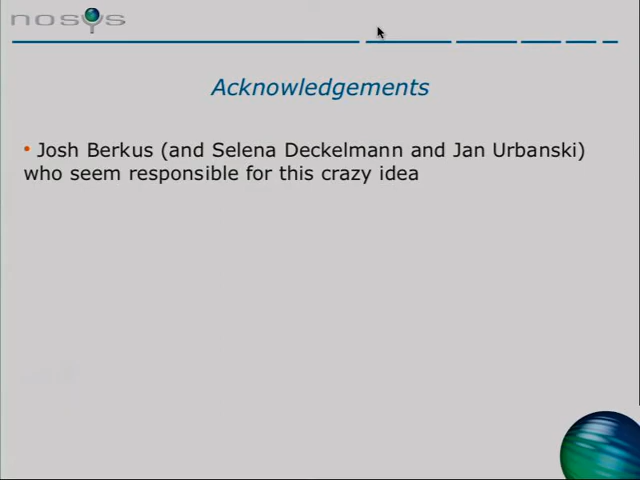 nosys
Acknowledgements
• Josh Berkus (and Selena Deckelmann and Jan Urbanski)
who seem responsible for this crazy idea